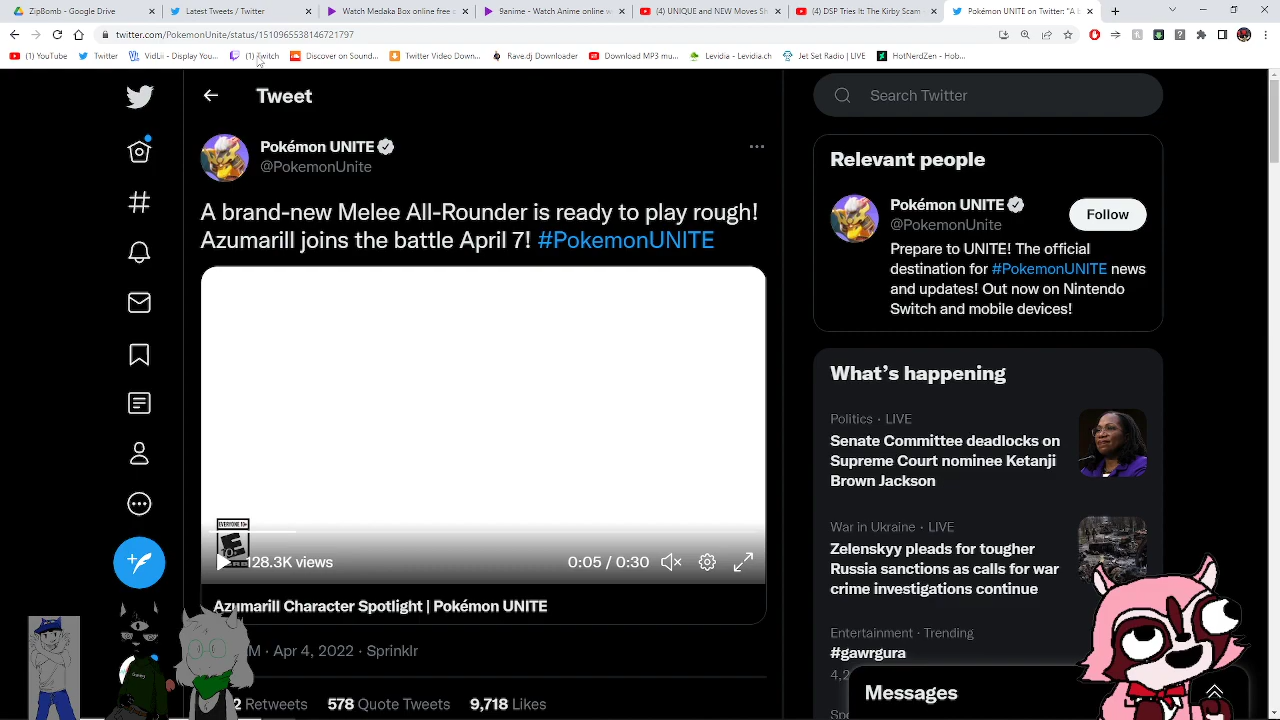 ZipBomb - Google Drive
Latest Tweets / Twitter
Watch Medaka Box online free
9anime - Watch Anime online w
(4) UNIQUE and NEW Moves Sh
(4) DSP Tries It: The Kirby Scam
Pokémon UNITE on Twitter: "A b
twitter.com/PokemonUnite/status/1510965538146721797
(1) YouTube
Twitter
VidLii - Display You...
(1) Twitch
Discover on Sound...
Twitter Video Down...
Rave.dj Downloader
Download MP3 mu...
Levidia - Levidia.ch
Jet Set Radio | LIVE
HotNerdZen - Hob...
Tweet
Search Twitter
Pokémon UNITE
@PokemonUnite
A brand-new Melee All-Rounder is ready to play rough!
Azumarill joins the battle April 7! #PokemonUNITE
EVERYONE 10+
128.3K views
0:05 / 0:30
Azumarill Character Spotlight | Pokémon UNITE
M · Apr 4, 2022 · Sprinklr
2 Retweets 578 Quote Tweets 9,718 Likes
Relevant people
Pokémon UNITE
@PokemonUnite
Follow
Prepare to UNITE! The official
destination for #PokemonUNITE news
and updates! Out now on Nintendo
Switch and mobile devices!
What's happening
Politics · LIVE
Senate Committee deadlocks on
Supreme Court nominee Ketanji
Brown Jackson
War in Ukraine · LIVE
Zelenskyy pleads for tougher
Russia sanctions as calls for war
crime investigations continue
Entertainment · Trending
#gawrgura
Messages